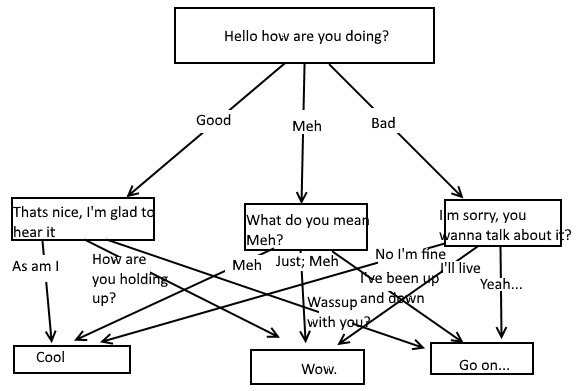 Hello how are you doing?
Good
Meh
Bad
Thats nice, I'm glad to
hear it
What do you mean
Meh?
I'm sorry, you
wanna talk about it?
As am I
How are
you holding
up?
Meh
Just; Meh
No I'm fine
I'll live
I've been up
and down
Yeah...
Wassup
with you?
Cool
Wow.
Go on...